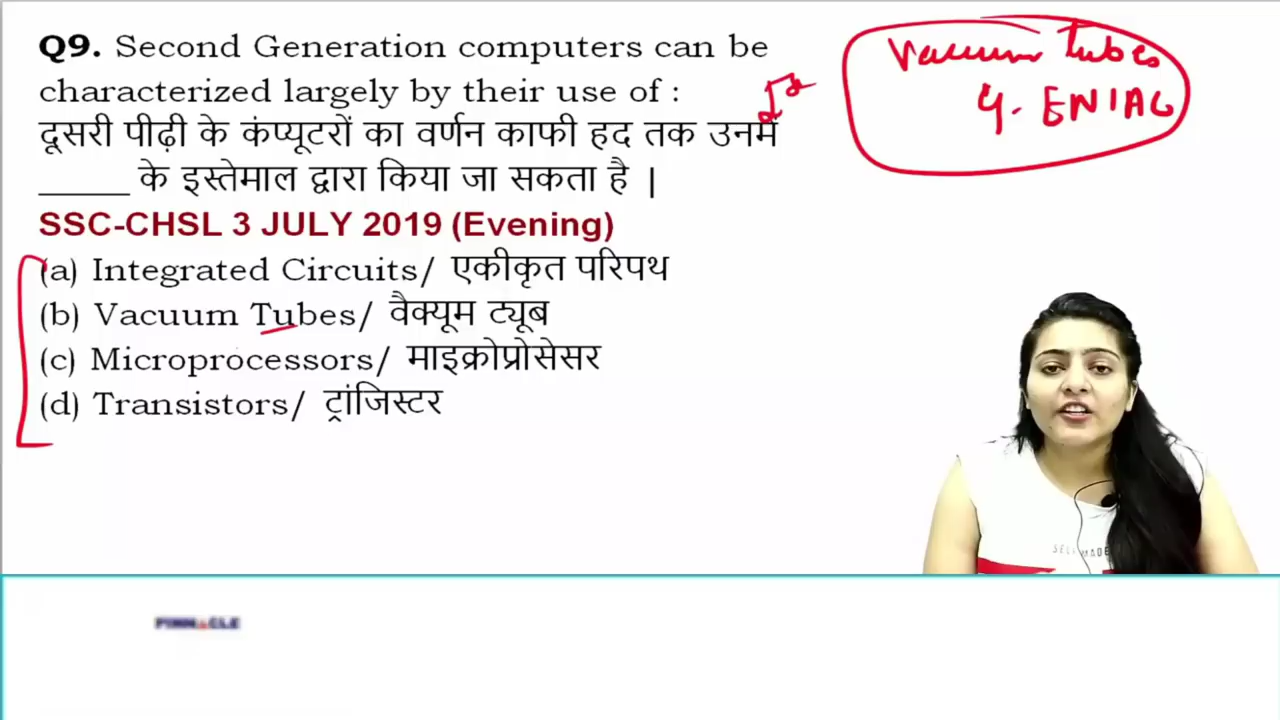 Q9. Second Generation computers can be
characterized largely by their use of :
दूसरी पीढ़ी के कंप्यूटरों का वर्णन काफी हद तक उनमें
_____ के इस्तेमाल द्वारा किया जा सकता है |
SSC-CHSL 3 JULY 2019 (Evening)
(a) Integrated Circuits/ एकीकृत परिपथ
(b) Vacuum Tubes/ वैक्यूम ट्यूब
(c) Microprocessors/ माइक्रोप्रोसेसर
(d) Transistors/ ट्रांजिस्टर
Vacuum tubes
ENIAC
PINNACLE